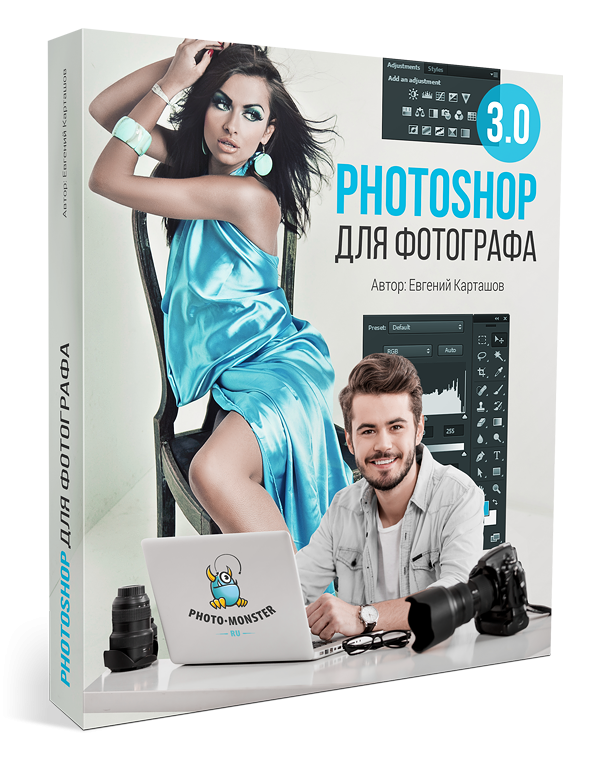 Автор: Евгений Карташов
PHOTOSHOP ДЛЯ ФОТОГРАФА
Adjustments Styles
Add an adjustment
3.0
PHOTOSHOP
ДЛЯ ФОТОГРАФА
Автор: Евгений Карташов
Preset: Default
RGB Auto
255
PHOTO·MONSTER
RU